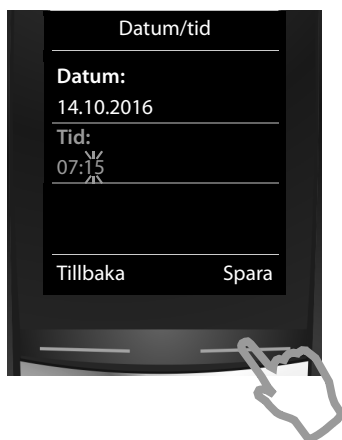 Datum/tid
Datum:
14.10.2016
Tid:
07:15
Tillbaka Spara